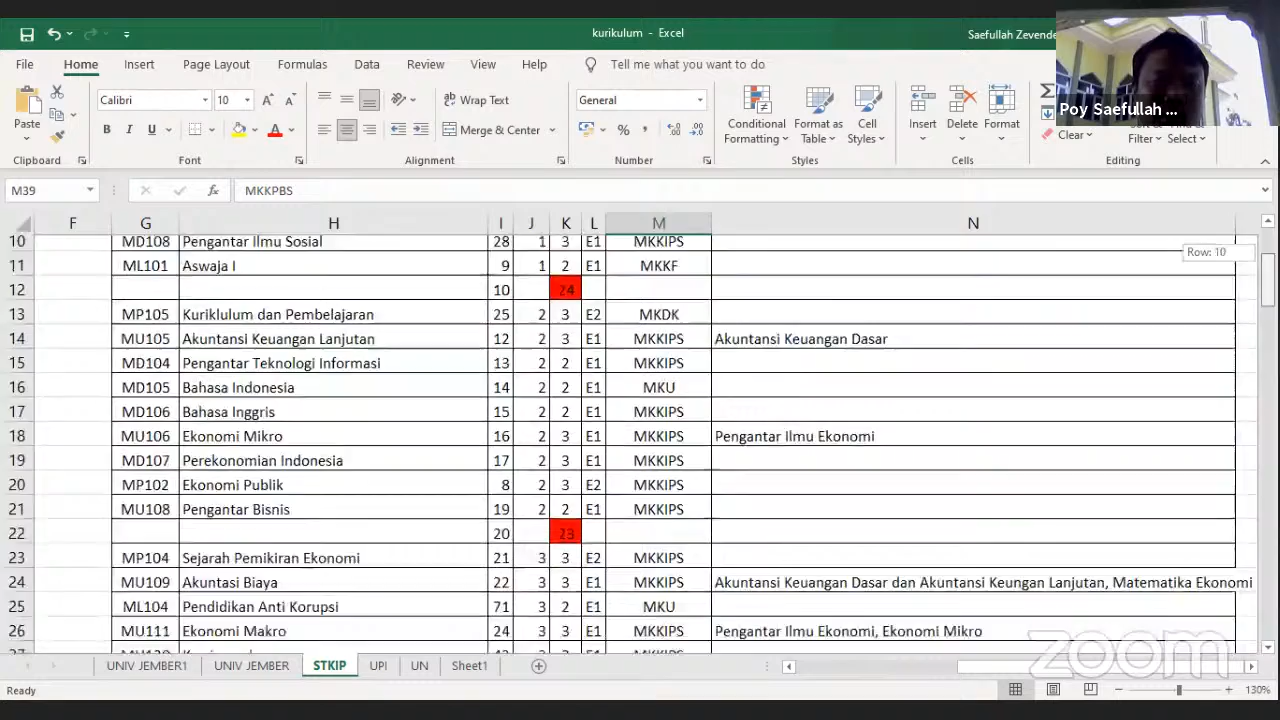 kurikulum - Excel
Saefullah Zevende
File Home Insert Page Layout Formulas Data Review View Help Tell me what you want to do
Poy Saefullah ...
Calibri 10 Wrap Text General
Paste B I U Merge & Center % Conditional Formatting Format as Table Cell Styles Insert Delete Format Clear Sort & Filter Find & Select
Clipboard Font Alignment Number Styles Cells Editing
M39 fx MKKPBS
F G H I J K L M N
10 MD108 Pengantar Ilmu Sosial 28 1 3 E1 MKKIPS
Row: 10
11 ML101 Aswaja I 9 1 2 E1 MKKF
12 10 24
13 MP105 Kuriklulum dan Pembelajaran 25 2 3 E2 MKDK
14 MU105 Akuntansi Keuangan Lanjutan 12 2 3 E1 MKKIPS Akuntansi Keuangan Dasar
15 MD104 Pengantar Teknologi Informasi 13 2 2 E1 MKKIPS
16 MD105 Bahasa Indonesia 14 2 2 E1 MKU
17 MD106 Bahasa Inggris 15 2 2 E1 MKKIPS
18 MU106 Ekonomi Mikro 16 2 3 E1 MKKIPS Pengantar Ilmu Ekonomi
19 MD107 Perekonomian Indonesia 17 2 3 E1 MKKIPS
20 MP102 Ekonomi Publik 8 2 3 E2 MKKIPS
21 MU108 Pengantar Bisnis 19 2 2 E1 MKKIPS
22 20 23
23 MP104 Sejarah Pemikiran Ekonomi 21 3 3 E2 MKKIPS
24 MU109 Akuntasi Biaya 22 3 3 E1 MKKIPS Akuntansi Keuangan Dasar dan Akuntansi Keungan Lanjutan, Matematika Ekonomi
25 ML104 Pendidikan Anti Korupsi 71 3 2 E1 MKU
26 MU111 Ekonomi Makro 24 3 3 E1 MKKIPS Pengantar Ilmu Ekonomi, Ekonomi Mikro
zoom
UNIV JEMBER1 UNIV JEMBER STKIP UPI UN Sheet1
Ready 130%